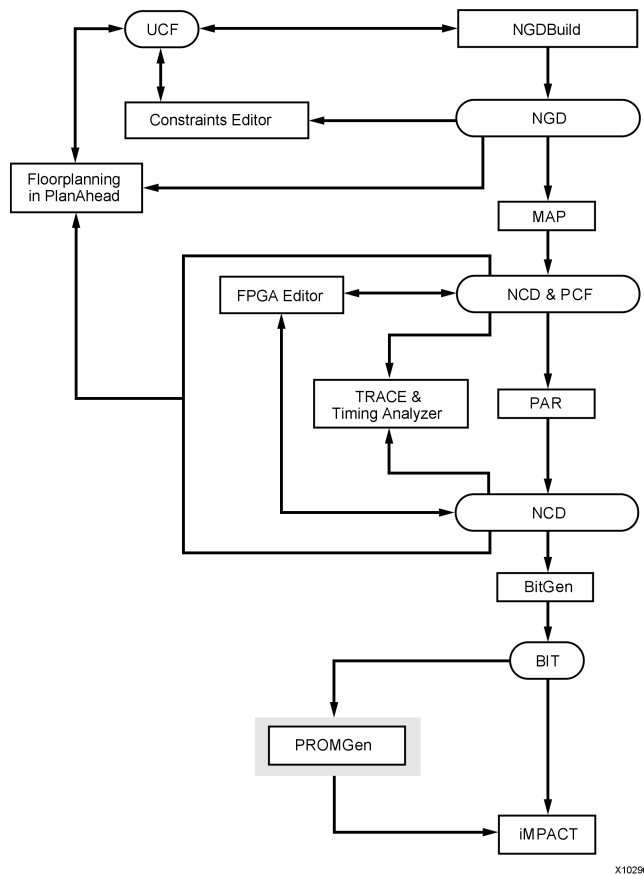 UCF
NGDBuild
Constraints Editor
NGD
Floorplanning
in PlanAhead
MAP
FPGA Editor
NCD & PCF
TRACE &
Timing Analyzer
PAR
NCD
BitGen
BIT
PROMGen
iMPACT
X10296